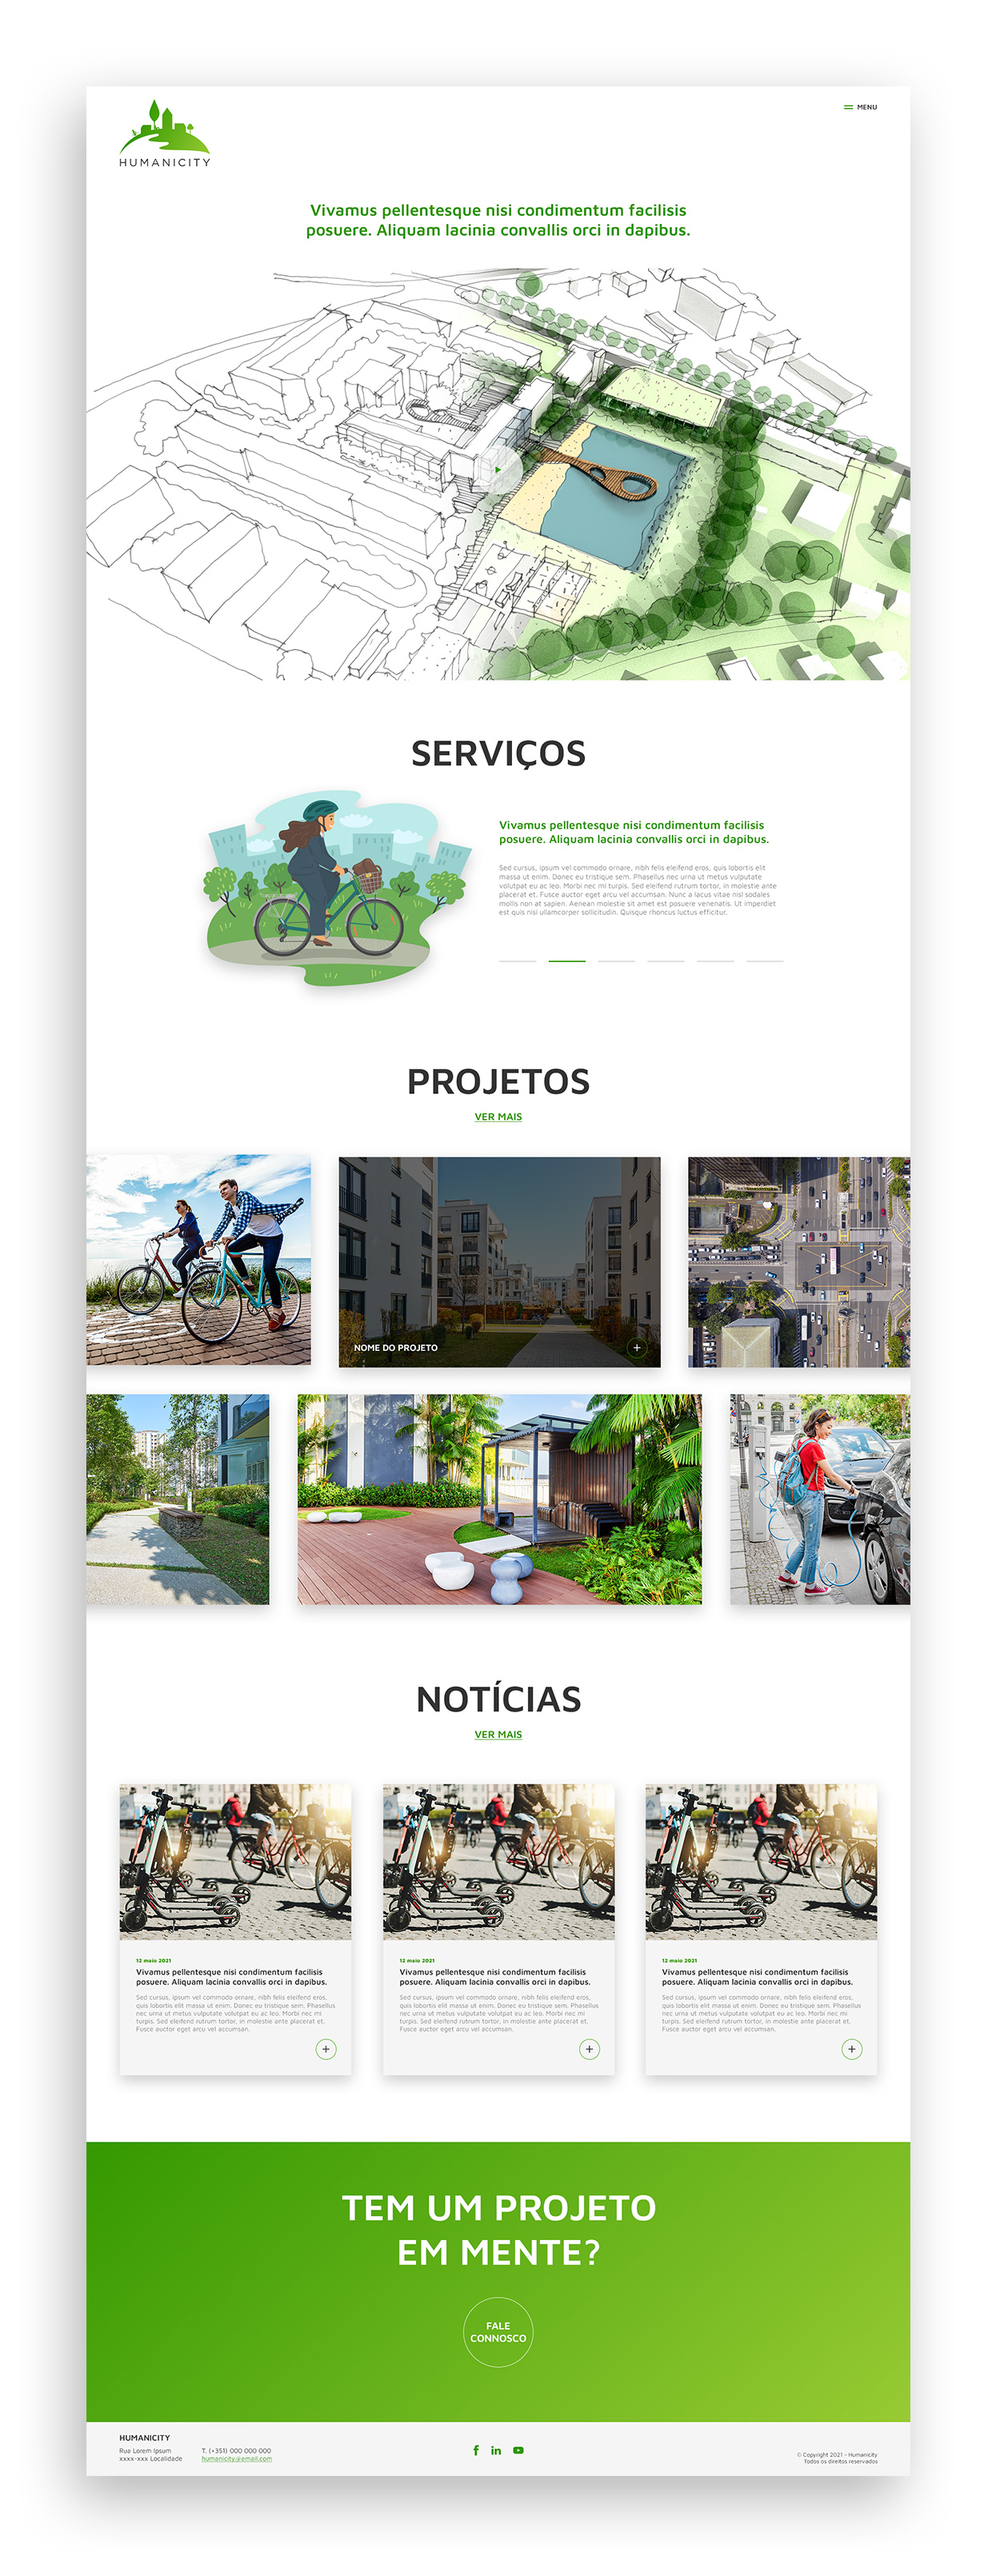 HUMANICITY
MENU
Vivamus pellentesque nisi condimentum facilisis
posuere. Aliquam lacinia convallis orci in dapibus.
SERVIÇOS
Vivamus pellentesque nisi condimentum facilisis
posuere. Aliquam lacinia convallis orci in dapibus.
Sed cursus, ipsum vel commodo ornare, nibh felis eleifend eros, quis lobortis elit
massa ut enim. Donec eu tristique sem. Phasellus nec urna ut metus vulputate
volutpat eu ac leo. Morbi nec mi turpis. Sed eleifend rutrum tortor, in molestie ante
placerat et. Fusce auctor eget arcu vel accumsan. Nunc a lacus vitae nisl sodales
mollis non at sapien. Aenean molestie sit amet est posuere venenatis. Ut imperdiet
est quis nisi ullamcorper sollicitudin. Quisque rhoncus luctus efficitur.
PROJETOS
VER MAIS
NOME DO PROJETO
NOTÍCIAS
VER MAIS
12 maio 2021
Vivamus pellentesque nisi condimentum facilisis
posuere. Aliquam lacinia convallis orci in dapibus.
Sed cursus, ipsum vel commodo ornare, nibh felis eleifend eros,
quis lobortis elit massa ut enim. Donec eu tristique sem. Phasellus
nec urna ut metus vulputate volutpat eu ac leo. Morbi nec mi
turpis. Sed eleifend rutrum tortor, in molestie ante placerat et.
Fusce auctor eget arcu vel accumsan.
12 maio 2021
Vivamus pellentesque nisi condimentum facilisis
posuere. Aliquam lacinia convallis orci in dapibus.
Sed cursus, ipsum vel commodo ornare, nibh felis eleifend eros,
quis lobortis elit massa ut enim. Donec eu tristique sem. Phasellus
nec urna ut metus vulputate volutpat eu ac leo. Morbi nec mi
turpis. Sed eleifend rutrum tortor, in molestie ante placerat et.
Fusce auctor eget arcu vel accumsan.
12 maio 2021
Vivamus pellentesque nisi condimentum facilisis
posuere. Aliquam lacinia convallis orci in dapibus.
Sed cursus, ipsum vel commodo ornare, nibh felis eleifend eros,
quis lobortis elit massa ut enim. Donec eu tristique sem. Phasellus
nec urna ut metus vulputate volutpat eu ac leo. Morbi nec mi
turpis. Sed eleifend rutrum tortor, in molestie ante placerat et.
Fusce auctor eget arcu vel accumsan.
TEM UM PROJETO
EM MENTE?
FALE
CONNOSCO
HUMANICITY
Rua Lorem Ipsum
xxxx-xxx Localidade
T. (+351) 000 000 000
humanicity@email.com
© Copyright 2021 - Humanicity
Todos os direitos reservados